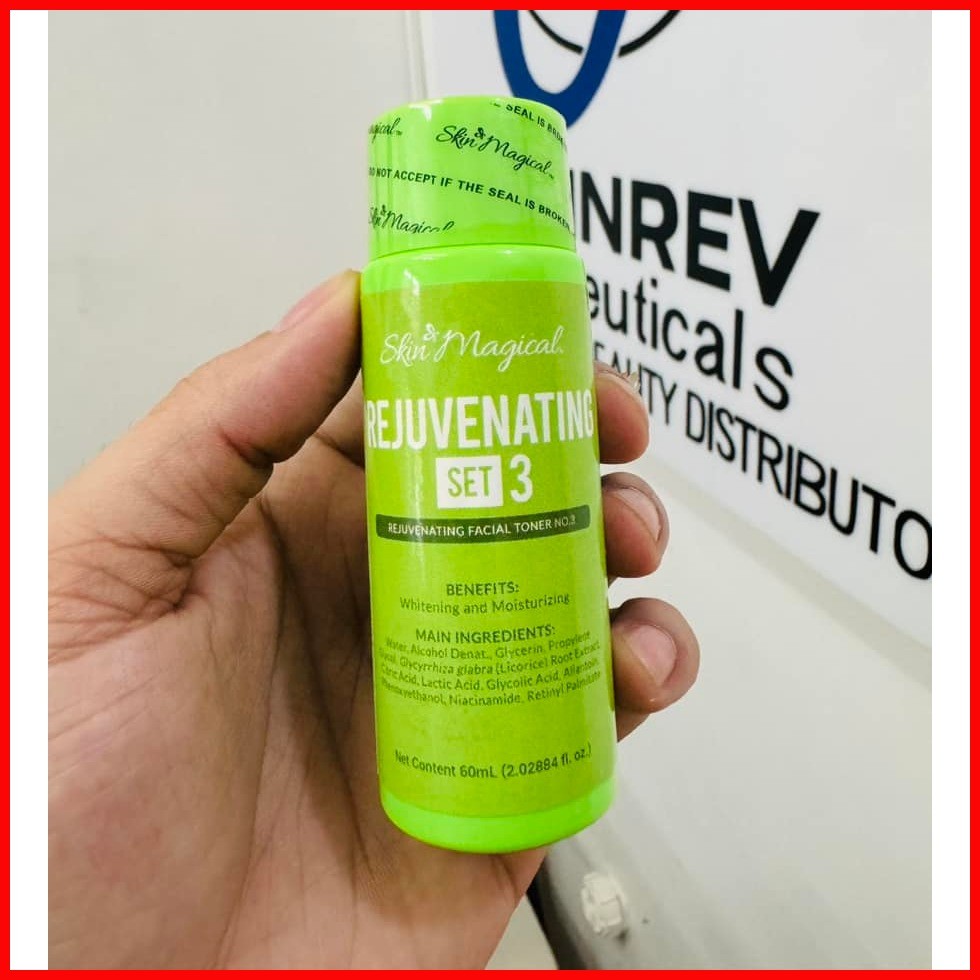 SEAL IS
Skin Magical
DO NOT ACCEPT IF THE SEAL IS BROKEN
Skin Magical
Skin Magical
REJUVENATING
SET 3
REJUVENATING FACIAL TONER NO.3
BENEFITS:
Whitening and Moisturizing
MAIN INGREDIENTS:
Water, Alcohol Denat., Glycerin, Propylene
Glycol, Glycyrrhiza glabra (Licorice) Root Extract,
Citric Acid, Lactic Acid, Glycolic Acid, Allantoin,
Phenoxyethanol, Niacinamide, Retinyl Palmitate
Net Content 60mL (2.02884 fl. oz.)
NREV
euticals
EAUTY DISTRIBUTO